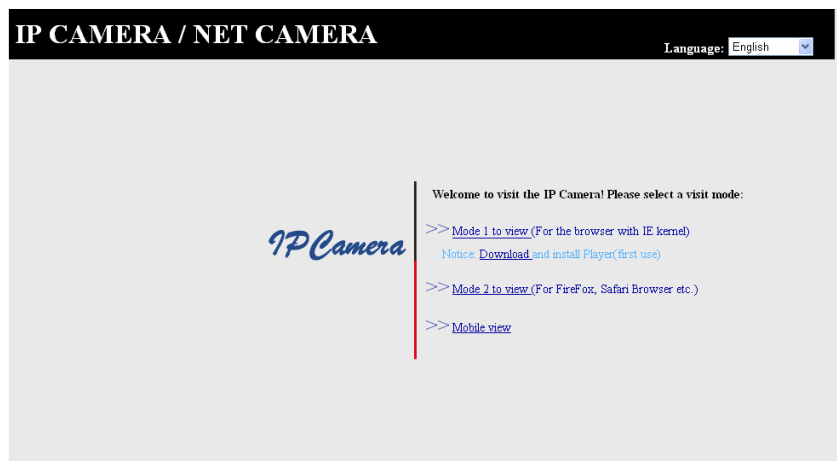 IP CAMERA / NET CAMERA
Language: English
Welcome to visit the IP Camera! Please select a visit mode:
IPCamera
>> Mode 1 to view (For the browser with IE kernel)
Notice: Download and install Player(first use)
>> Mode 2 to view (For FireFox, Safari Browser etc.)
>> Mobile view